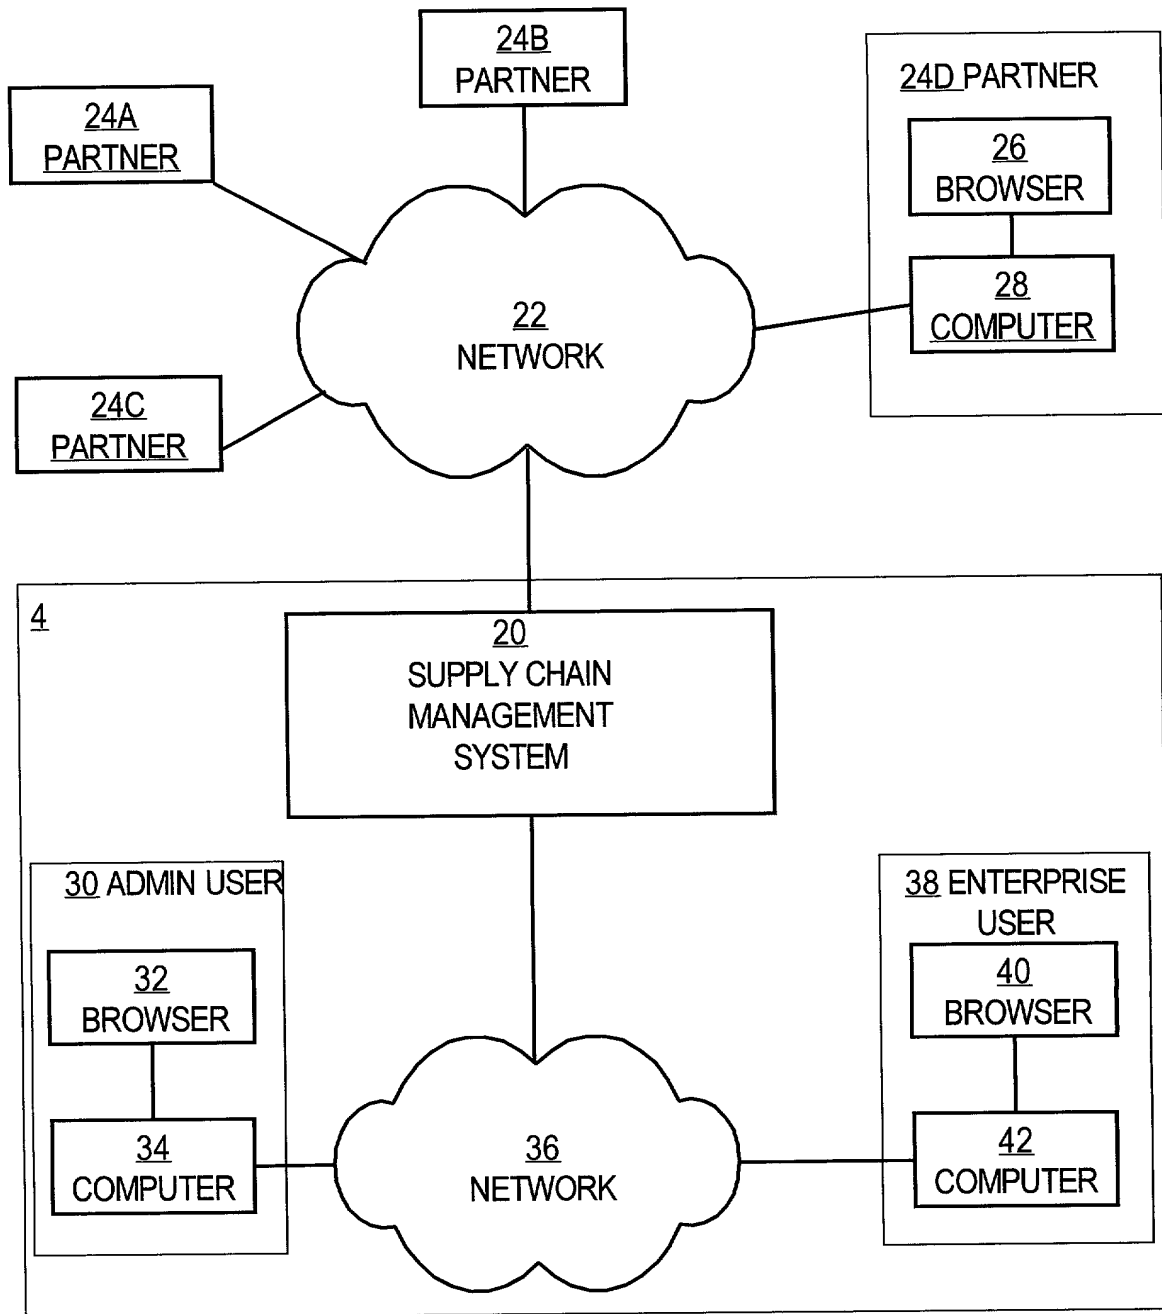 24B
PARTNER
24D PARTNER
24A
PARTNER
26
BROWSER
28
COMPUTER
22
NETWORK
24C
PARTNER
4
20
SUPPLY CHAIN
MANAGEMENT
SYSTEM
30 ADMIN USER
32
BROWSER
34
COMPUTER
38 ENTERPRISE
USER
40
BROWSER
42
COMPUTER
36
NETWORK